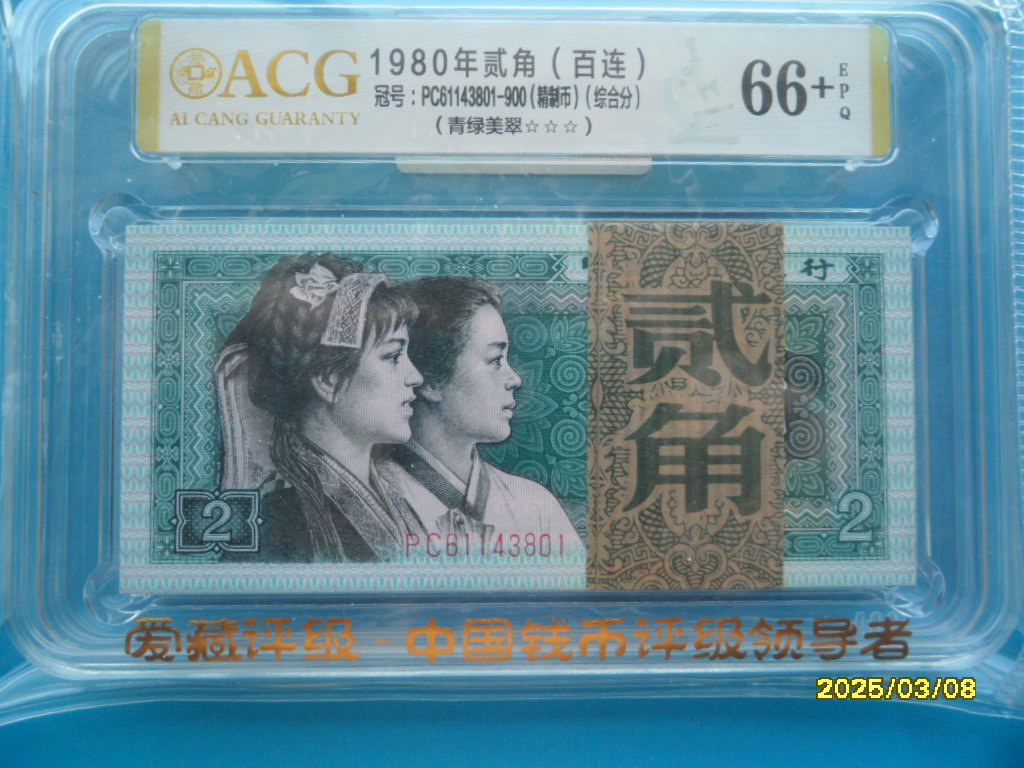 ACG
AI CANG GUARANTY
1980年贰角（百连）
冠号：PC61143801-900（精制币）（综合分）
（青绿美翠☆☆☆）
66+
EPQ
行
贰角
2
2
PC61143801
爱藏评级-中国钱币评级领导者
2025/03/08